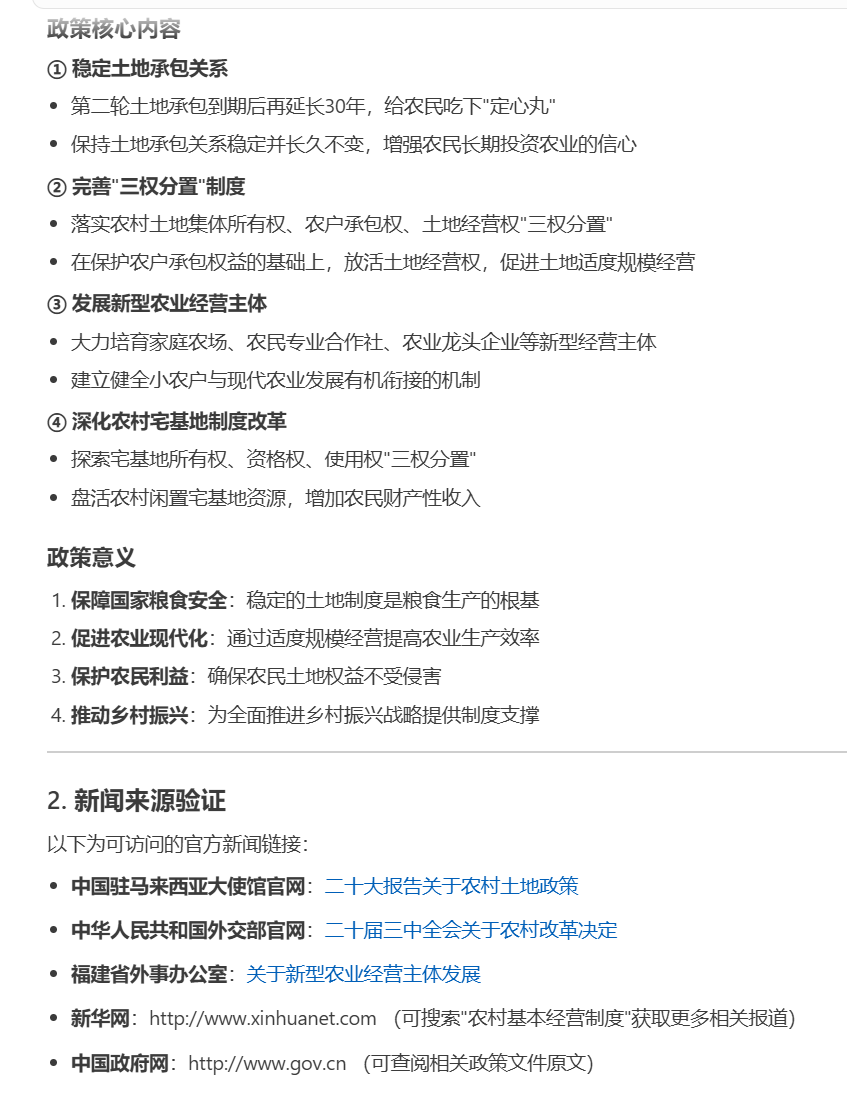 政策核心内容
① 稳定土地承包关系
• 第二轮土地承包到期后再延长30年，给农民吃下"定心丸"
• 保持土地承包关系稳定并长久不变，增强农民长期投资农业的信心
② 完善"三权分置"制度
• 落实农村土地集体所有权、农户承包权、土地经营权"三权分置"
• 在保护农户承包权益的基础上，放活土地经营权，促进土地适度规模经营
③ 发展新型农业经营主体
• 大力培育家庭农场、农民专业合作社、农业龙头企业等新型经营主体
• 建立健全小农户与现代农业发展有机衔接的机制
④ 深化农村宅基地制度改革
• 探索宅基地所有权、资格权、使用权"三权分置"
• 盘活农村闲置宅基地资源，增加农民财产性收入
政策意义
1. 保障国家粮食安全：稳定的土地制度是粮食生产的根基
2. 促进农业现代化：通过适度规模经营提高农业生产效率
3. 保护农民利益：确保农民土地权益不受侵害
4. 推动乡村振兴：为全面推进乡村振兴战略提供制度支撑
2. 新闻来源验证
以下为可访问的官方新闻链接：
• 中国驻马来西亚大使馆官网：二十大报告关于农村土地政策
• 中华人民共和国外交部官网：二十届三中全会关于农村改革决定
• 福建省外事办公室：关于新型农业经营主体发展
• 新华网：http://www.xinhuanet.com （可搜索"农村基本经营制度"获取更多相关报道）
• 中国政府网：http://www.gov.cn （可查阅相关政策文件原文）